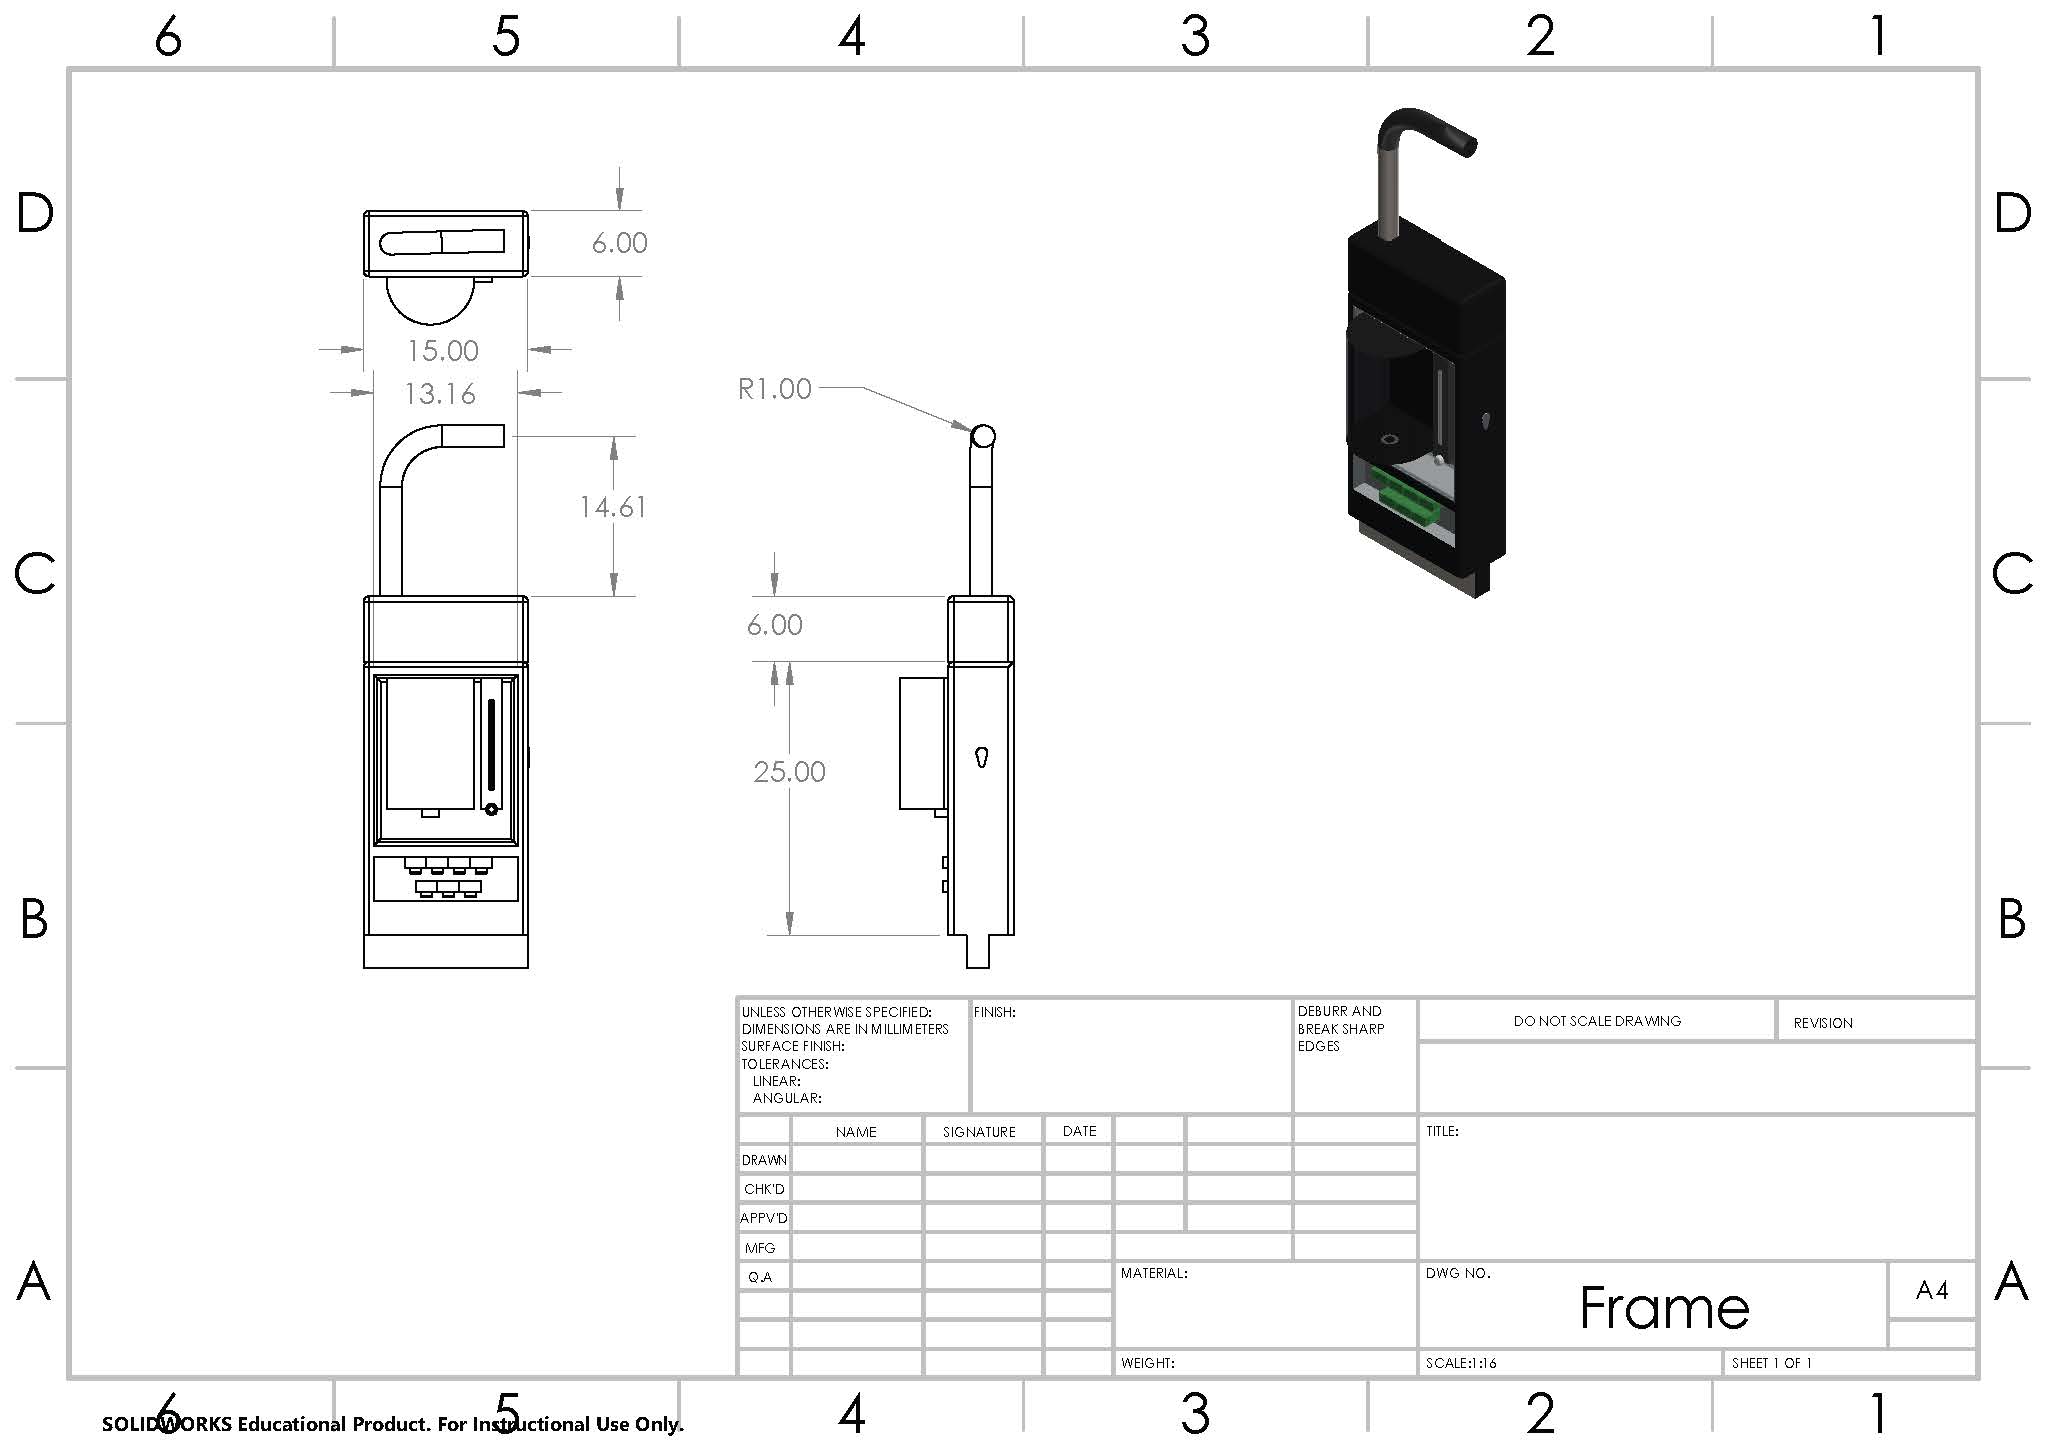 6 5 4 3 2 1
D D
6.00
15.00
13.16
R1.00
14.61
C C
6.00
25.00
B B
UNLESS OTHERWISE SPECIFIED:
DIMENSIONS ARE IN MILLIMETERS
SURFACE FINISH:
TOLERANCES:
LINEAR:
ANGULAR:
FINISH:
DEBURR AND
BREAK SHARP
EDGES
DO NOT SCALE DRAWING
REVISION
NAME SIGNATURE DATE
DRAWN
CHK'D
APPV'D
MFG
Q.A
TITLE:
MATERIAL:
DWG NO.
Frame
A4
A A
WEIGHT:
SCALE:1:16
SHEET 1 OF 1
6 5 4 3 2 1
SOLIDWORKS Educational Product. For Instructional Use Only.